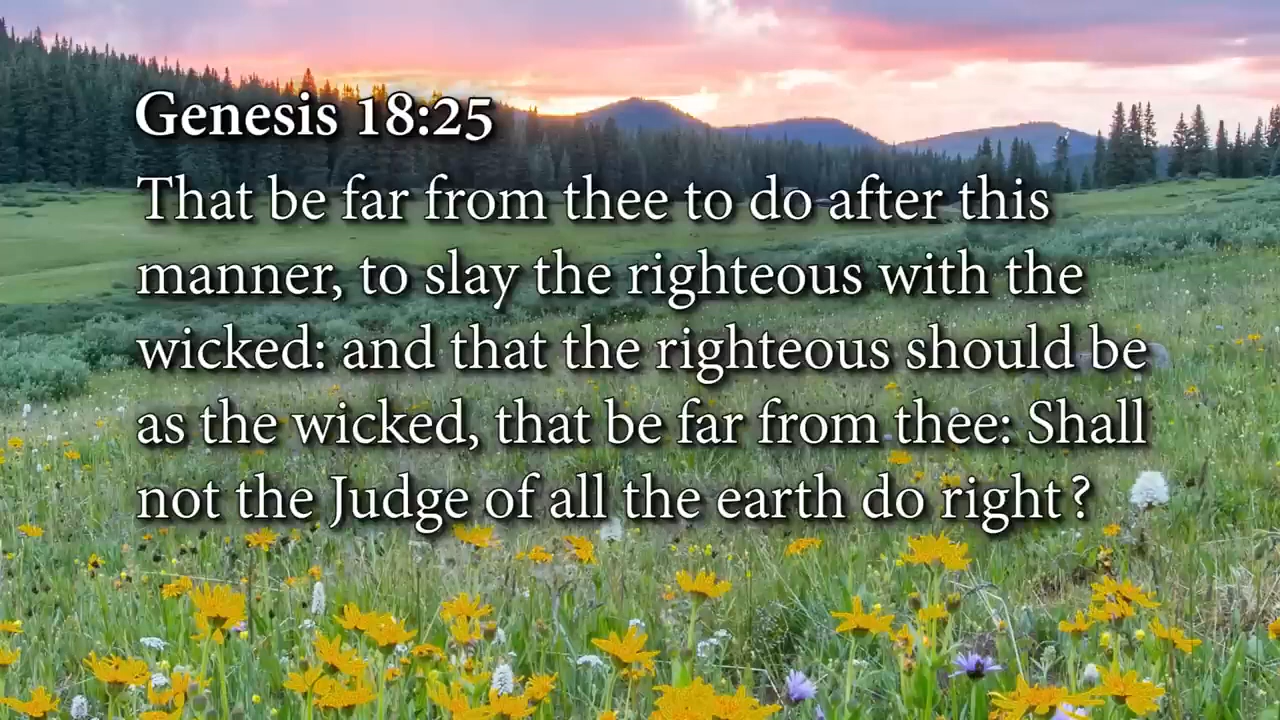 Genesis 18:25
That be far from thee to do after this
manner, to slay the righteous with the
wicked: and that the righteous should be
as the wicked, that be far from thee: Shall
not the Judge of all the earth do right?